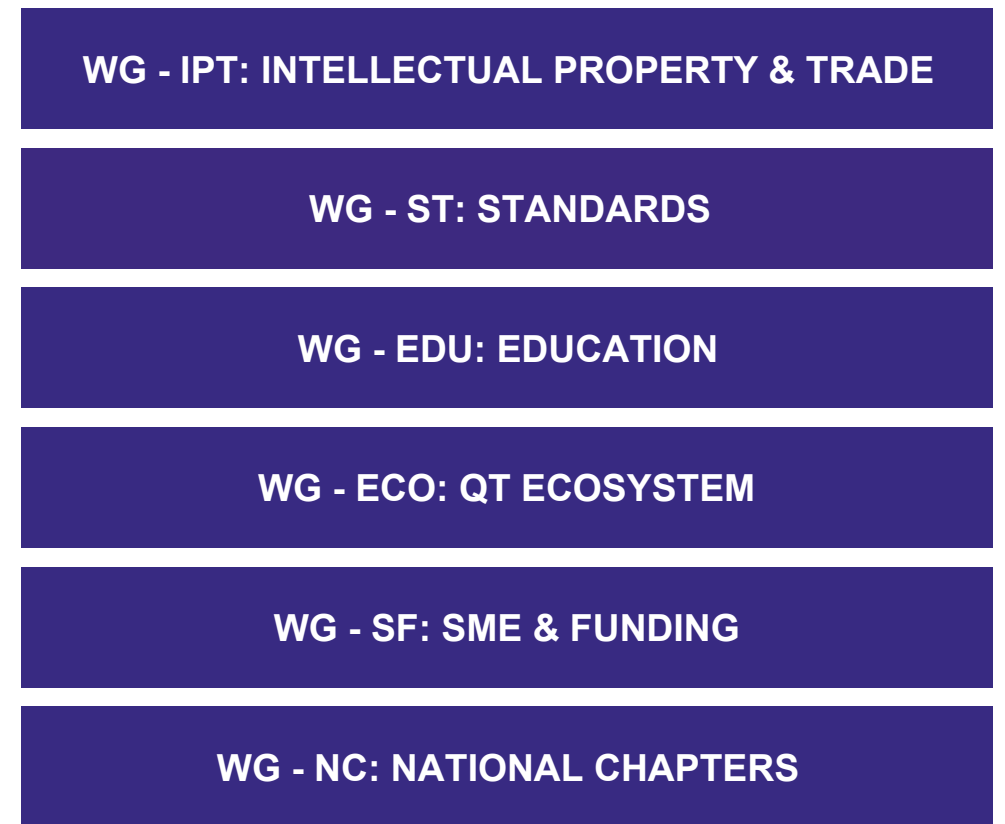 WG - IPT: INTELLECTUAL PROPERTY & TRADE
WG - ST: STANDARDS
WG - EDU: EDUCATION
WG - ECO: QT ECOSYSTEM
WG - SF: SME & FUNDING
WG - NC: NATIONAL CHAPTERS